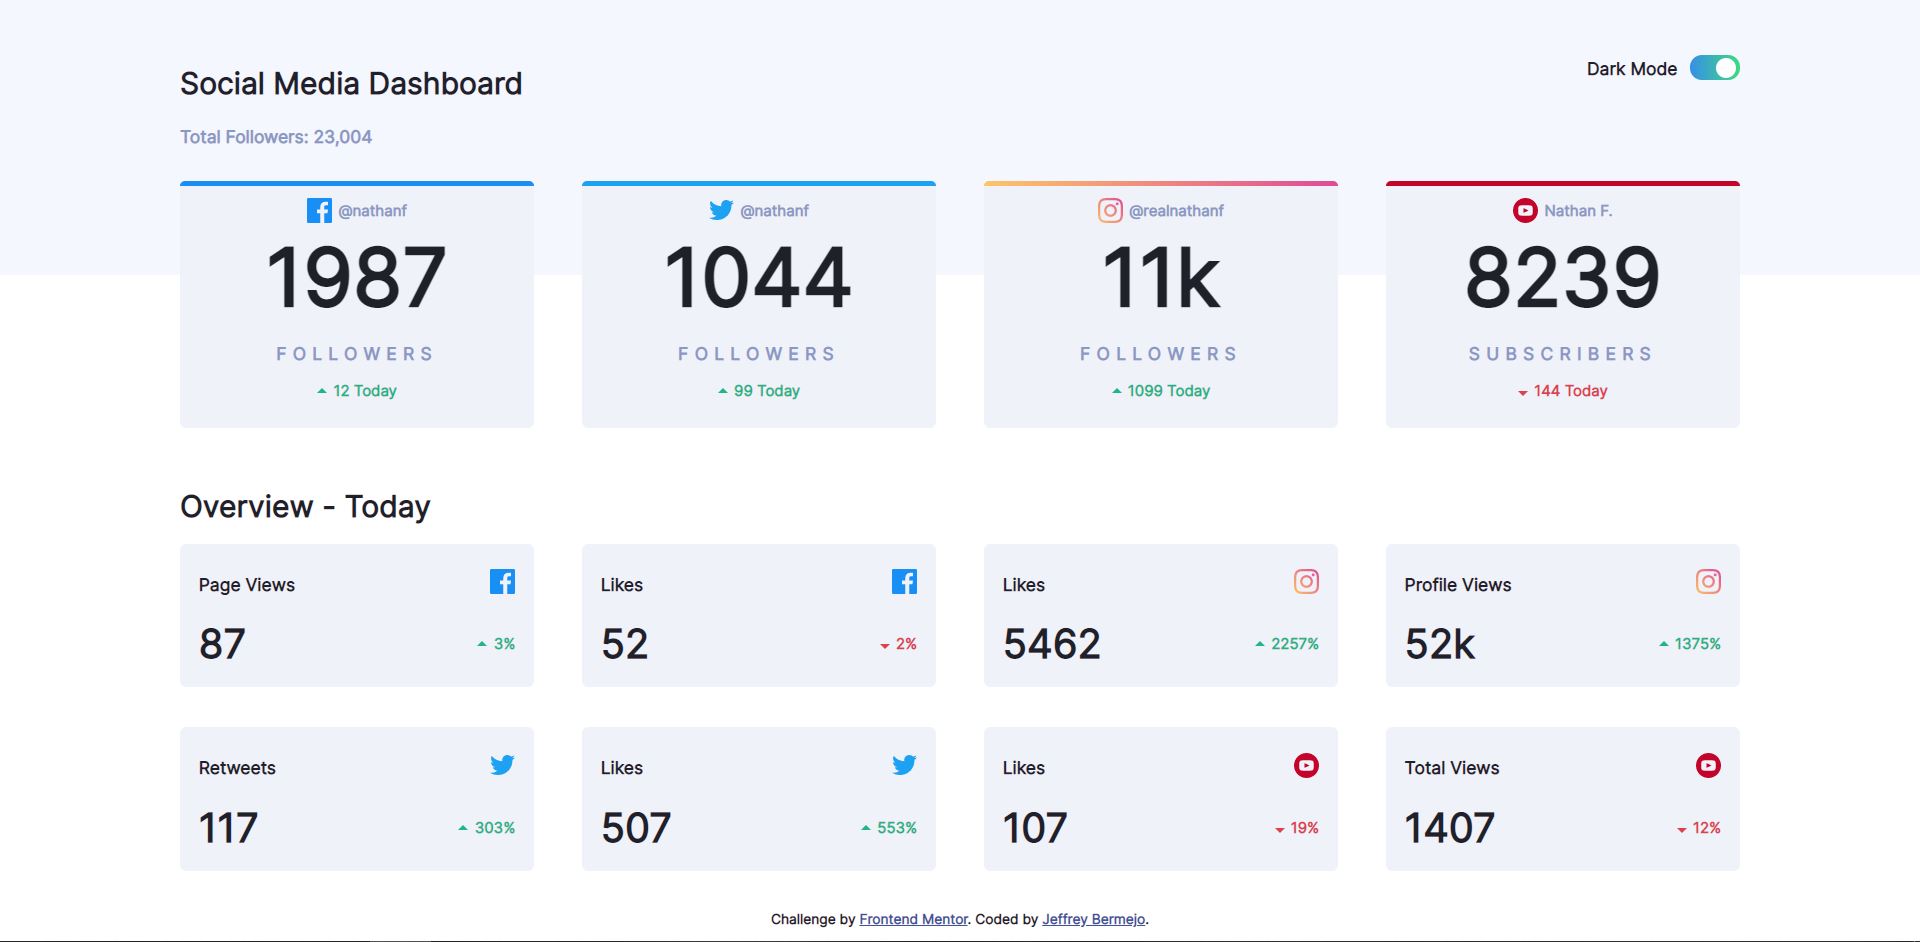 Social Media Dashboard
Dark Mode
Total Followers: 23,004
@nathanf
1987
FOLLOWERS
12 Today
@nathanf
1044
FOLLOWERS
99 Today
@realnathanf
11k
FOLLOWERS
1099 Today
Nathan F.
8239
SUBSCRIBERS
144 Today
Overview - Today
Page Views
87
3%
Likes
52
2%
Likes
5462
2257%
Profile Views
52k
1375%
Retweets
117
303%
Likes
507
553%
Likes
107
19%
Total Views
1407
12%
Challenge by Frontend Mentor. Coded by Jeffrey Bermejo.